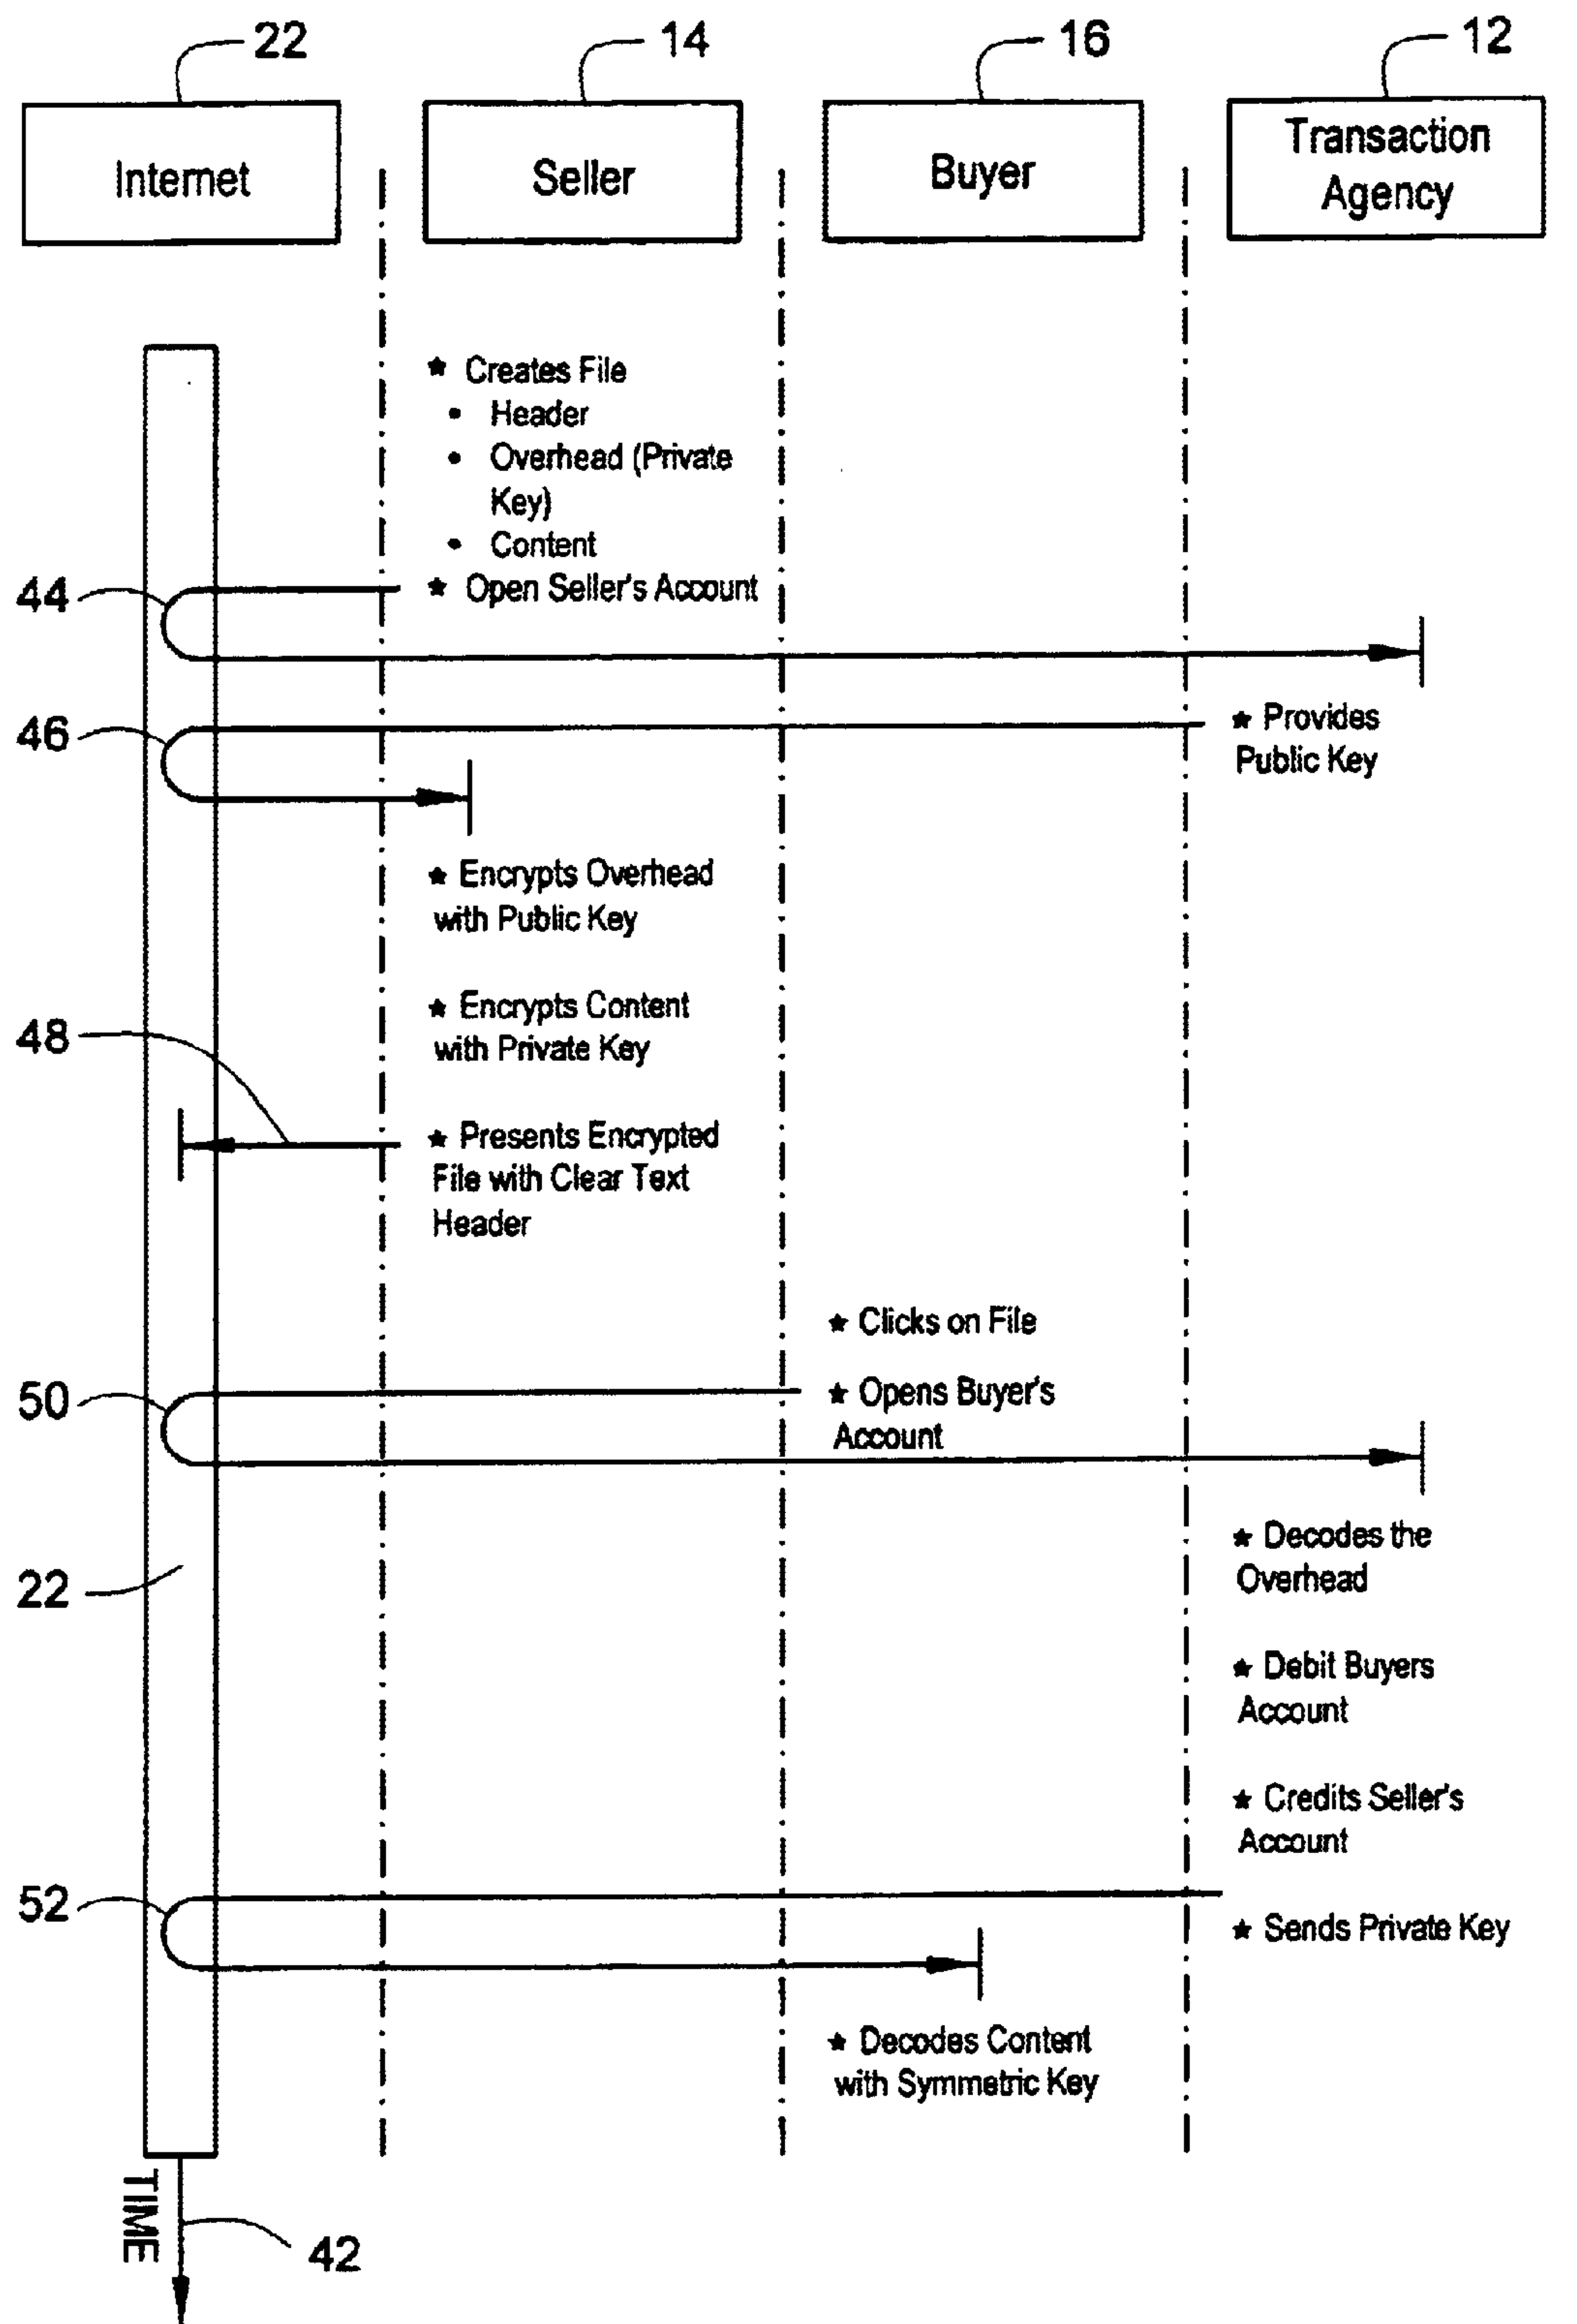 22
14
16
12
Internet
Seller
Buyer
Transaction
Agency
★ Creates File
• Header
• Overhead (Private
Key)
• Content
44
★ Open Seller's Account
46
★ Provides
Public Key
★ Encrypts Overhead
with Public Key
★ Encrypts Content
with Private Key
48
★ Presents Encrypted
File with Clear Text
Header
★ Clicks on File
50
★ Opens Buyer's
Account
★ Decodes the
Overhead
22
★ Debit Buyers
Account
★ Credits Seller's
Account
52
★ Sends Private Key
★ Decodes Content
with Symmetric Key
TIME
42